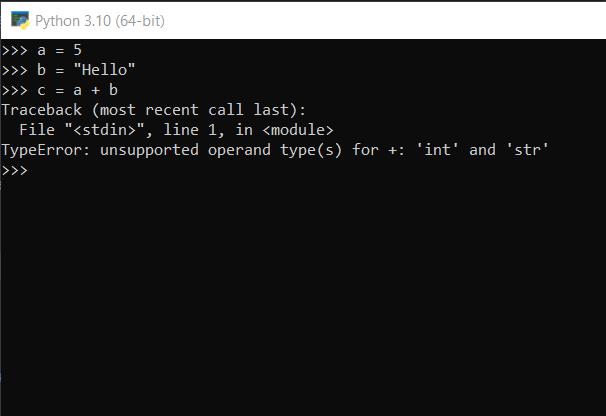 Python 3.10 (64-bit)
>>> a = 5
>>> b = "Hello"
>>> c = a + b
Traceback (most recent call last):
  File "<stdin>", line 1, in <module>
TypeError: unsupported operand type(s) for +: 'int' and 'str'
>>>